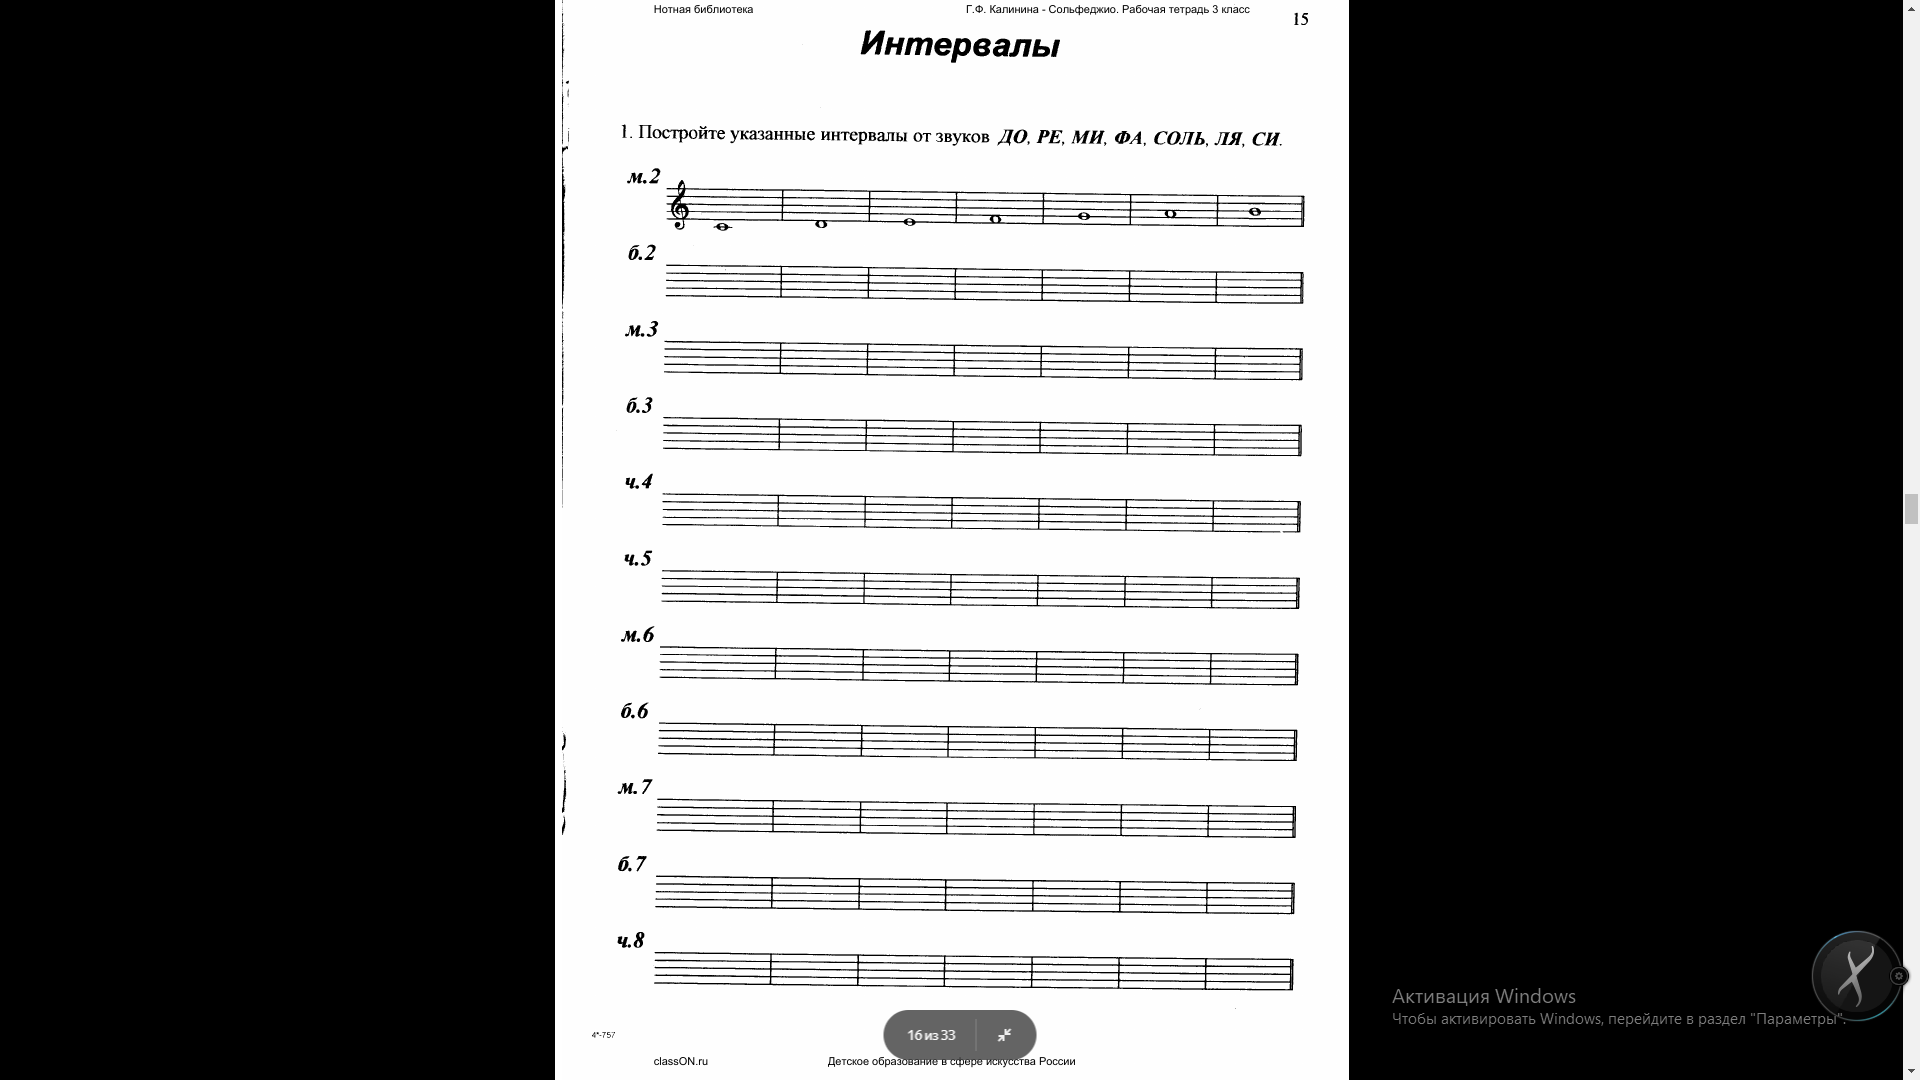 Нотная библиотека Г.Ф. Калинина - Сольфеджио. Рабочая тетрадь 3 класс
15
Интервалы
1. Постройте указанные интервалы от звуков ДО, РЕ, МИ, ФА, СОЛЬ, ЛЯ, СИ.
м.2
б.2
м.3
б.3
ч.4
ч.5
м.6
б.6
м.7
б.7
ч.8
4*-757
16 из 33
classON.ru Детское образование в сфере искусства России
Активация Windows
Чтобы активировать Windows, перейдите в раздел "Параметры".